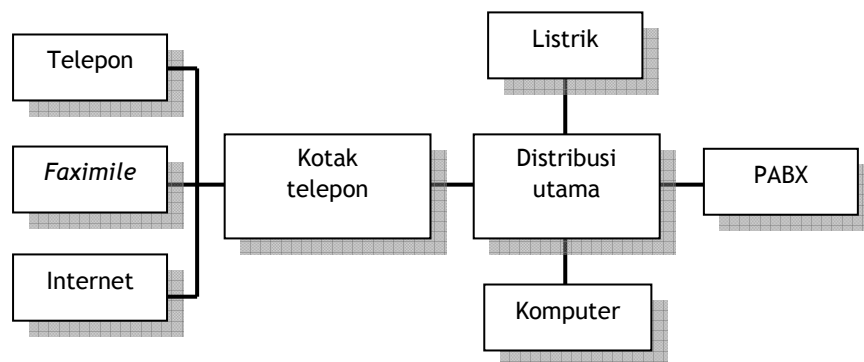 Telepon
Listrik
Faximile
Kotak
telepon
Distribusi
utama
PABX
Internet
Komputer